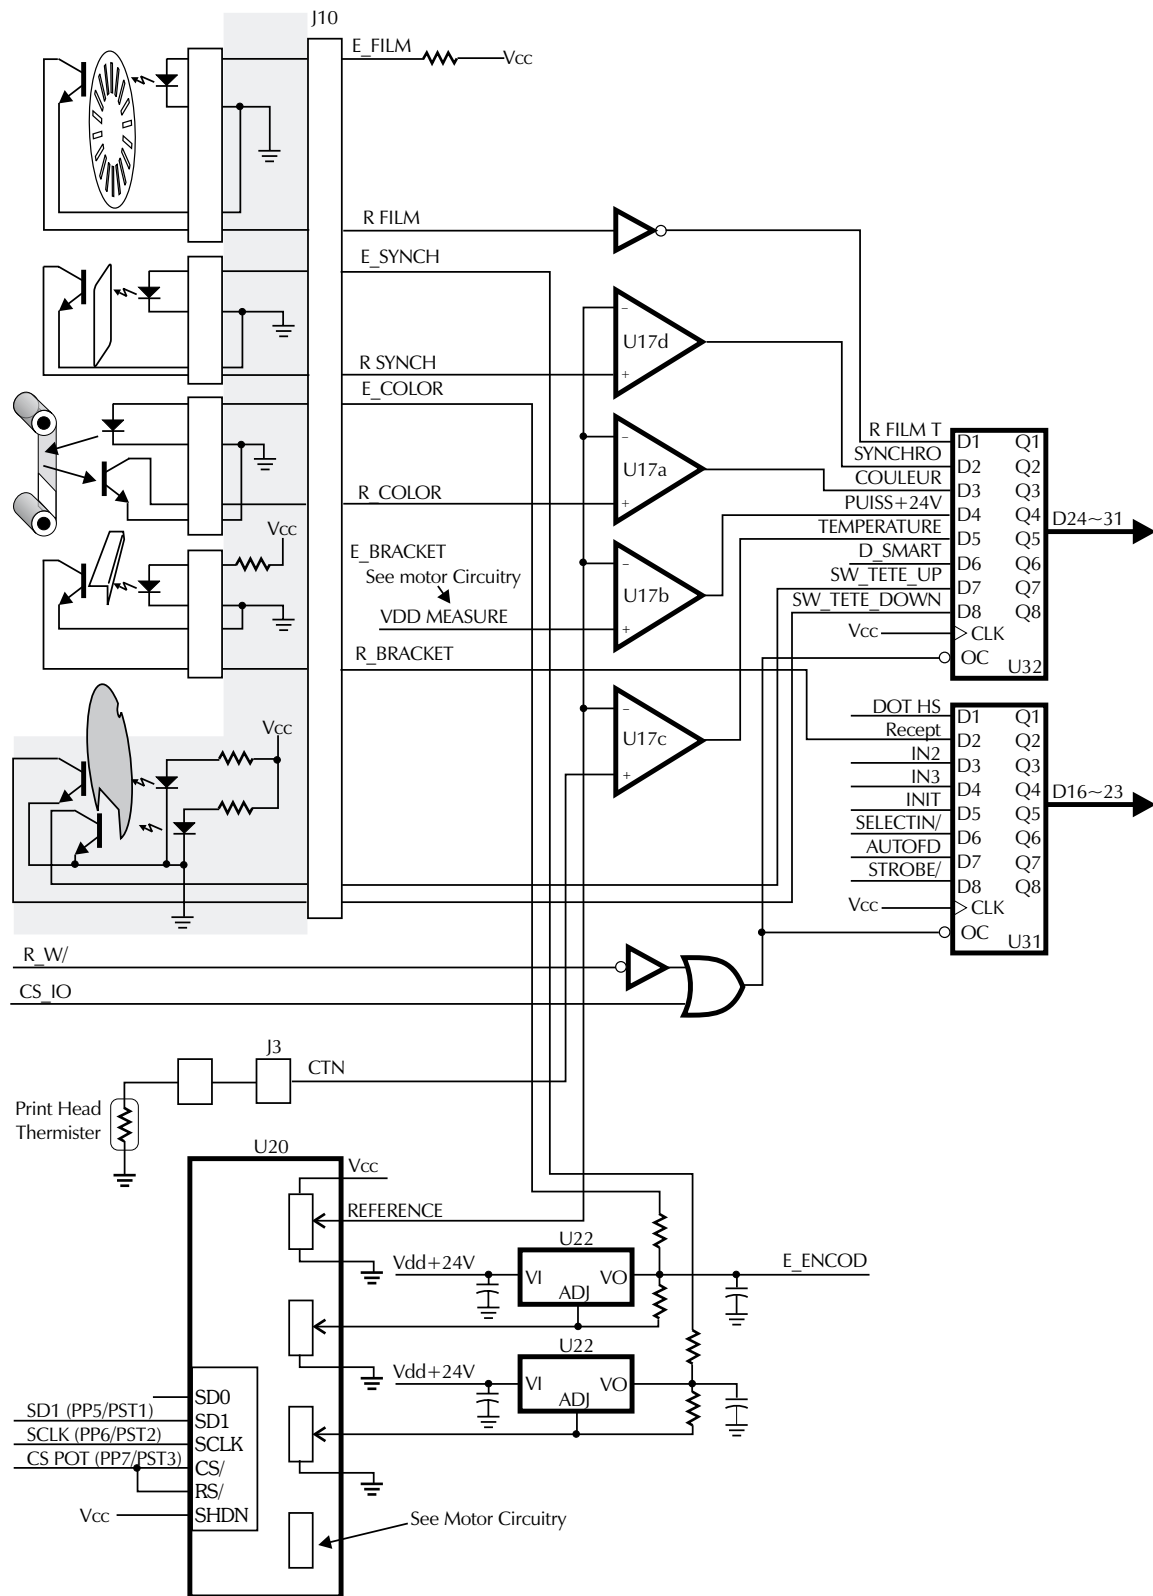 J10
E_FILM
Vcc
R FILM
E_SYNCH
U17d
−
+
R SYNCH
E_COLOR
U17a
−
+
R_COLOR
Vcc
E_BRACKET
See motor Circuitry
VDD MEASURE
U17b
−
+
R_BRACKET
Vcc
U17c
−
+
R FILM T
D1 Q1
SYNCHRO
D2 Q2
COULEUR
D3 Q3
PUISS+24V
D4 Q4
D24~31
TEMPERATURE
D5 Q5
D_SMART
D6 Q6
SW_TETE_UP
D7 Q7
SW_TETE_DOWN
D8 Q8
Vcc
CLK
OC
U32
DOT HS
D1 Q1
Recept
D2 Q2
IN2
D3 Q3
IN3
D4 Q4
D16~23
INIT
D5 Q5
SELECTIN/
D6 Q6
AUTOFD
D7 Q7
STROBE/
D8 Q8
Vcc
CLK
OC
U31
R_W/
CS_IO
J3
CTN
Print Head
Thermister
U20
Vcc
REFERENCE
U22
Vdd+24V
VI VO
ADJ
E_ENCOD
U22
Vdd+24V
VI VO
ADJ
SD0
SD1 (PP5/PST1)
SD1
SCLK (PP6/PST2)
SCLK
CS POT (PP7/PST3)
CS/
RS/
Vcc
SHDN
See Motor Circuitry